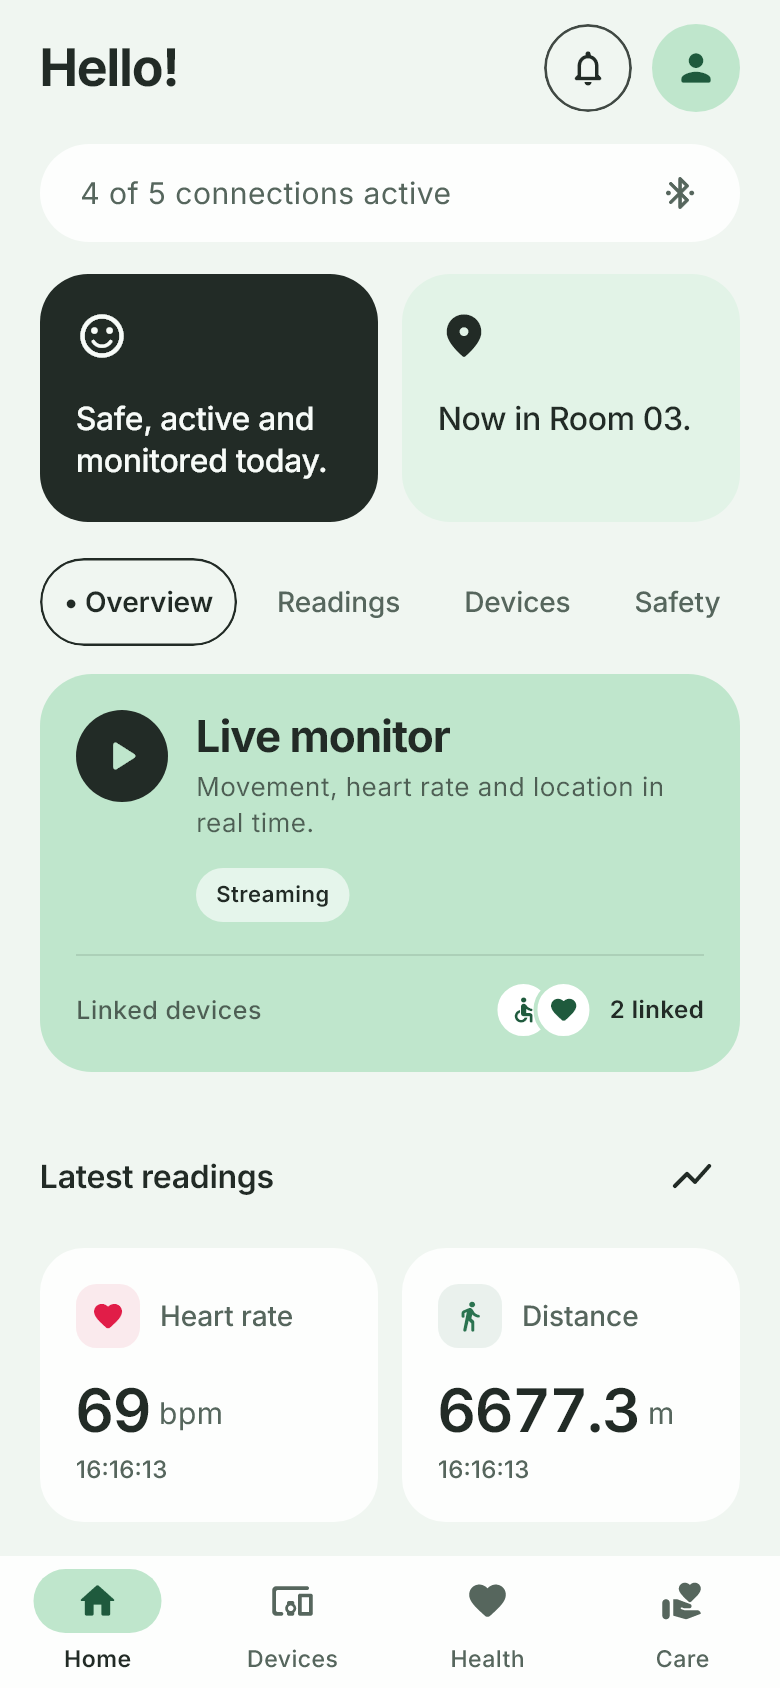 Hello!
4 of 5 connections active
Safe, active and
monitored today.
Now in Room 03.
• Overview
Readings
Devices
Safety
Live monitor
Movement, heart rate and location in
real time.
Streaming
Linked devices
2 linked
Latest readings
Heart rate
69 bpm
16:16:13
Distance
6677.3 m
16:16:13
Home
Devices
Health
Care